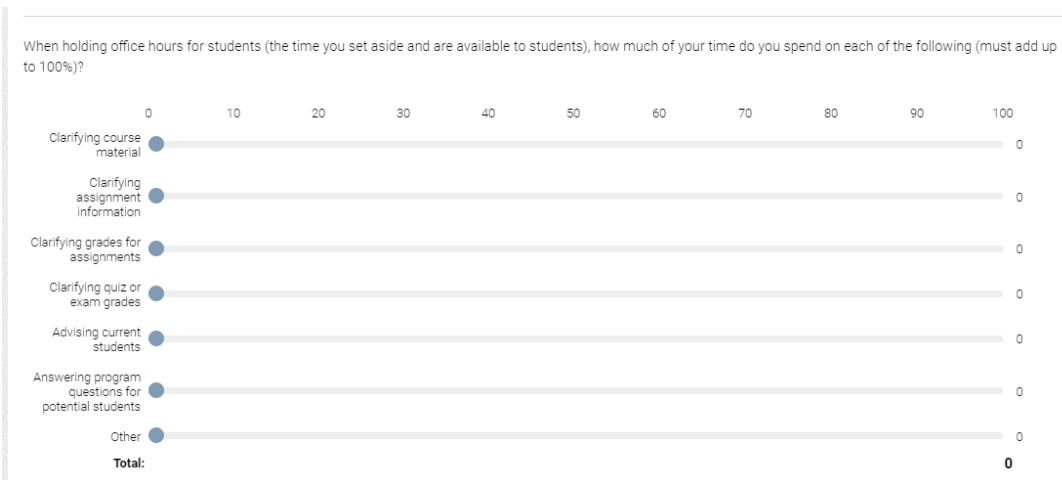 When holding office hours for students (the time you set aside and are available to students), how much of your time do you spend on each of the following (must add up
to 100%)?
0 10 20 30 40 50 60 70 80 90 100
Clarifying course
material
0
Clarifying
assignment
information
0
Clarifying grades for
assignments
0
Clarifying quiz or
exam grades
0
Advising current
students
0
Answering program
questions for
potential students
0
Other 0
Total: 0